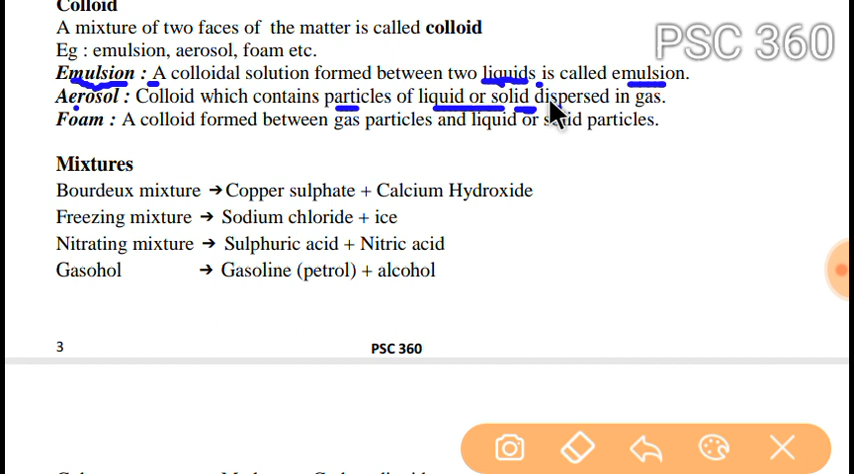 Colloid
A mixture of two faces of the matter is called colloid
PSC 360
Eg : emulsion, aerosol, foam etc.
Emulsion : A colloidal solution formed between two liquids is called emulsion.
Aerosol : Colloid which contains particles of liquid or solid dispersed in gas.
Foam : A colloid formed between gas particles and liquid or solid particles.
Mixtures
Bourdeux mixture → Copper sulphate + Calcium Hydroxide
Freezing mixture → Sodium chloride + ice
Nitrating mixture → Sulphuric acid + Nitric acid
Gasohol → Gasoline (petrol) + alcohol
3 PSC 360